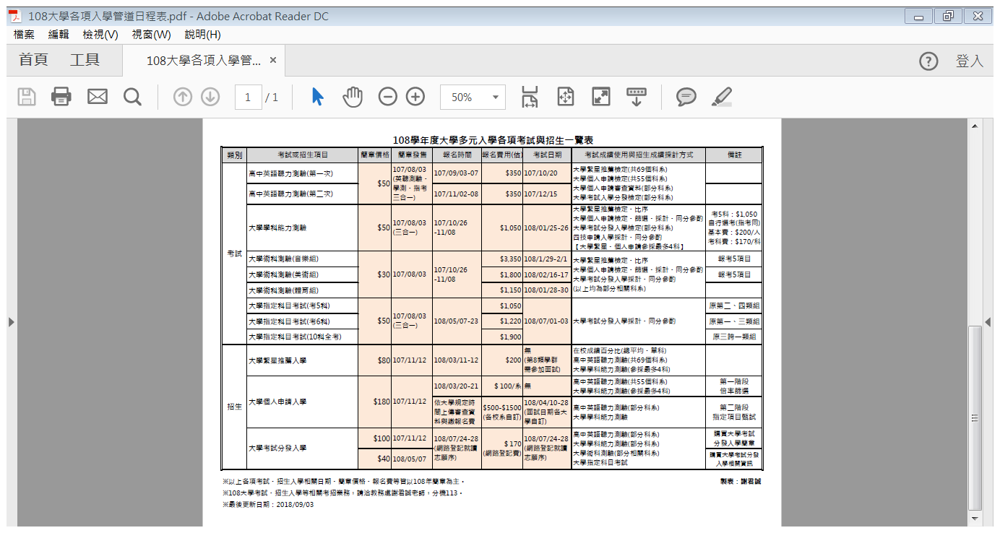 108大學各項入學管道日程表.pdf - Adobe Acrobat Reader DC
檔案 編輯 檢視(V) 視窗(W) 說明(H)
首頁 工具 108大學各項入學管... × ? 登入
1 / 1 50%
108學年度大學多元入學各項考試與招生一覽表
類別 考試或招生項目 簡章價格 簡章發售 報名時間 報名費用(估) 考試日期 考試成績使用與招生成績採計方式 備註
考試
高中英語聽力測驗(第一次)
$50
107/08/03
(英聽測驗、
學測、指考
三合一)
107/09/03-07 $350 107/10/20
大學繁星推薦檢定(共69個科系)
大學個人申請檢定(共55個科系)
大學個人申請審查資料(部分科系)
大學考試入學分發檢定(部分科系)
高中英語聽力測驗(第二次)
107/11/02-08 $350 107/12/15
大學學科能力測驗
$50
107/08/03
(三合一)
107/10/26
-11/08
$1,050 108/01/25-26
大學繁星推薦檢定、比序
大學個人申請檢定、篩選、採計、同分參酌
大學考試分發入學檢定(部分科系)
四技申請入學採計、同分參酌
【大學繁星、個人申請參採最多4科】
考5科：$1,050
自行選考(指考同)
基本費：$200/人
考科費：$170/科
大學術科測驗(音樂組)
$30 107/08/03
107/10/26
-11/08
$3,350 108/1/29-2/1
大學繁星推薦檢定、比序
大學個人申請檢定、篩選、採計、同分參酌
大學考試分發入學採計、同分參酌
(以上均為部分相關科系)
報考5項目
大學術科測驗(美術組) $1,800 108/02/16-17 報考5項目
大學術科測驗(體育組) $1,150 108/01/28-30
大學指定科目考試(考5科)
$50
107/08/03
(三合一)
108/05/07-23 $1,050 108/07/01-03 大學考試分發入學採計、同分參酌 原第二、四類組
大學指定科目考試(考6科) $1,220 原第一、三類組
大學指定科目考試(10科全考) $1,900 原三跨一類組
招生
大學繁星推薦入學 $80 107/11/12 108/03/11-12 $200
無
(第8類學群
需參加面試)
在校成績百分比(總平均、單科)
高中英語聽力測驗(共69個科系)
大學學科能力測驗(參採最多4科)
大學個人申請入學 $180 107/11/12
108/03/20-21 $ 100/系 無
高中英語聽力測驗(共55個科系)
大學學科能力測驗(參採最多4科)
第一階段
倍率篩選
依大學規定時
間上傳審查資
料與繳報名費
$500-$1500
(各校系自訂)
108/04/10-28
(面試日期各大
學自訂)
高中英語聽力測驗(部分科系)
大學學科能力測驗
第二階段
指定項目甄試
大學考試分發入學
$100 107/11/12
108/07/24-28
(網路登記就讀
志願序)
$ 170
(網路登記費)
108/07/24-28
(網路登記就讀
志願序)
高中英語聽力測驗(部分科系)
大學學科能力測驗(部分科系)
大學術科測驗(部分相關科系)
大學指定科目考試
購買大學考試
分發入學簡章
$40 108/05/07
購買大學考試分發
入學相關資訊
※以上各項考試、招生入學相關日期、簡章價格、報名費等皆以108年簡章為主。 製表：謝君誠
※108大學考試、招生入學等相關考招業務，請洽教務處謝君誠老師，分機113。
※最後更新日期：2018/09/03